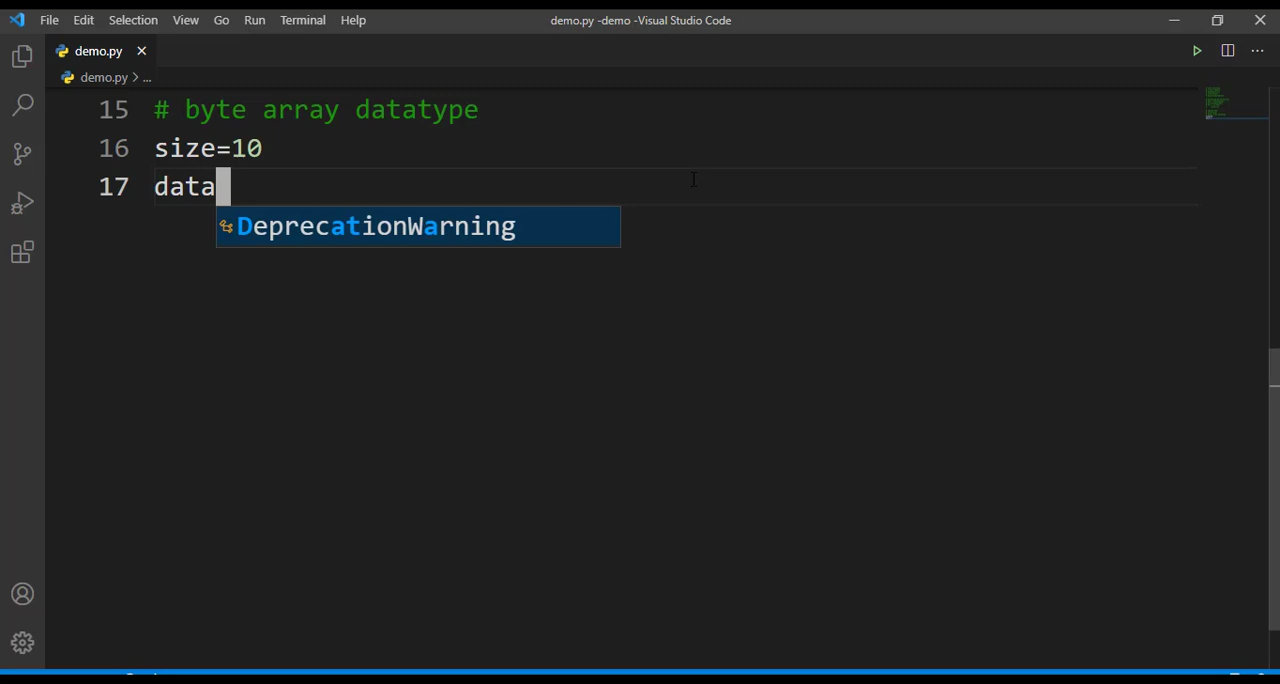 File Edit Selection View Go Run Terminal Help demo.py -demo -Visual Studio Code
demo.py
demo.py > ...
15 # byte array datatype
16 size=10
17 data
DeprecationWarning